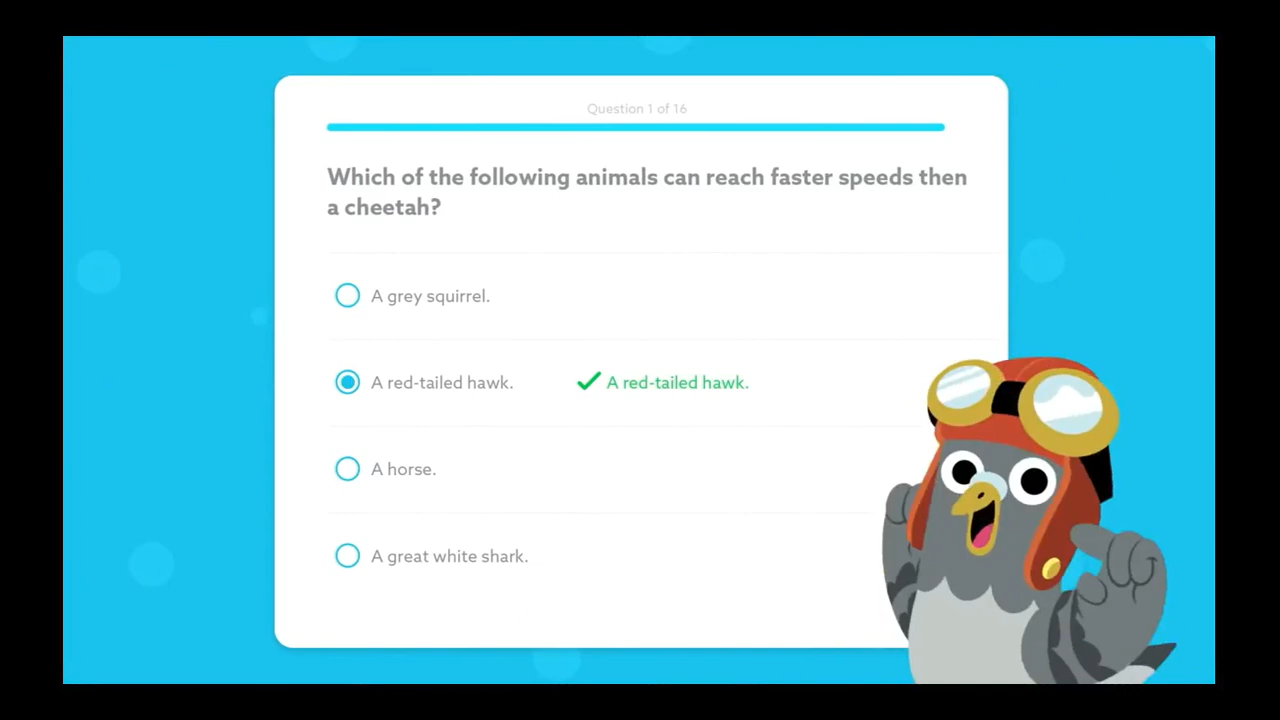 Question 1 of 16
Which of the following animals can reach faster speeds then
a cheetah?
A grey squirrel.
A red-tailed hawk. A red-tailed hawk.
A horse.
A great white shark.